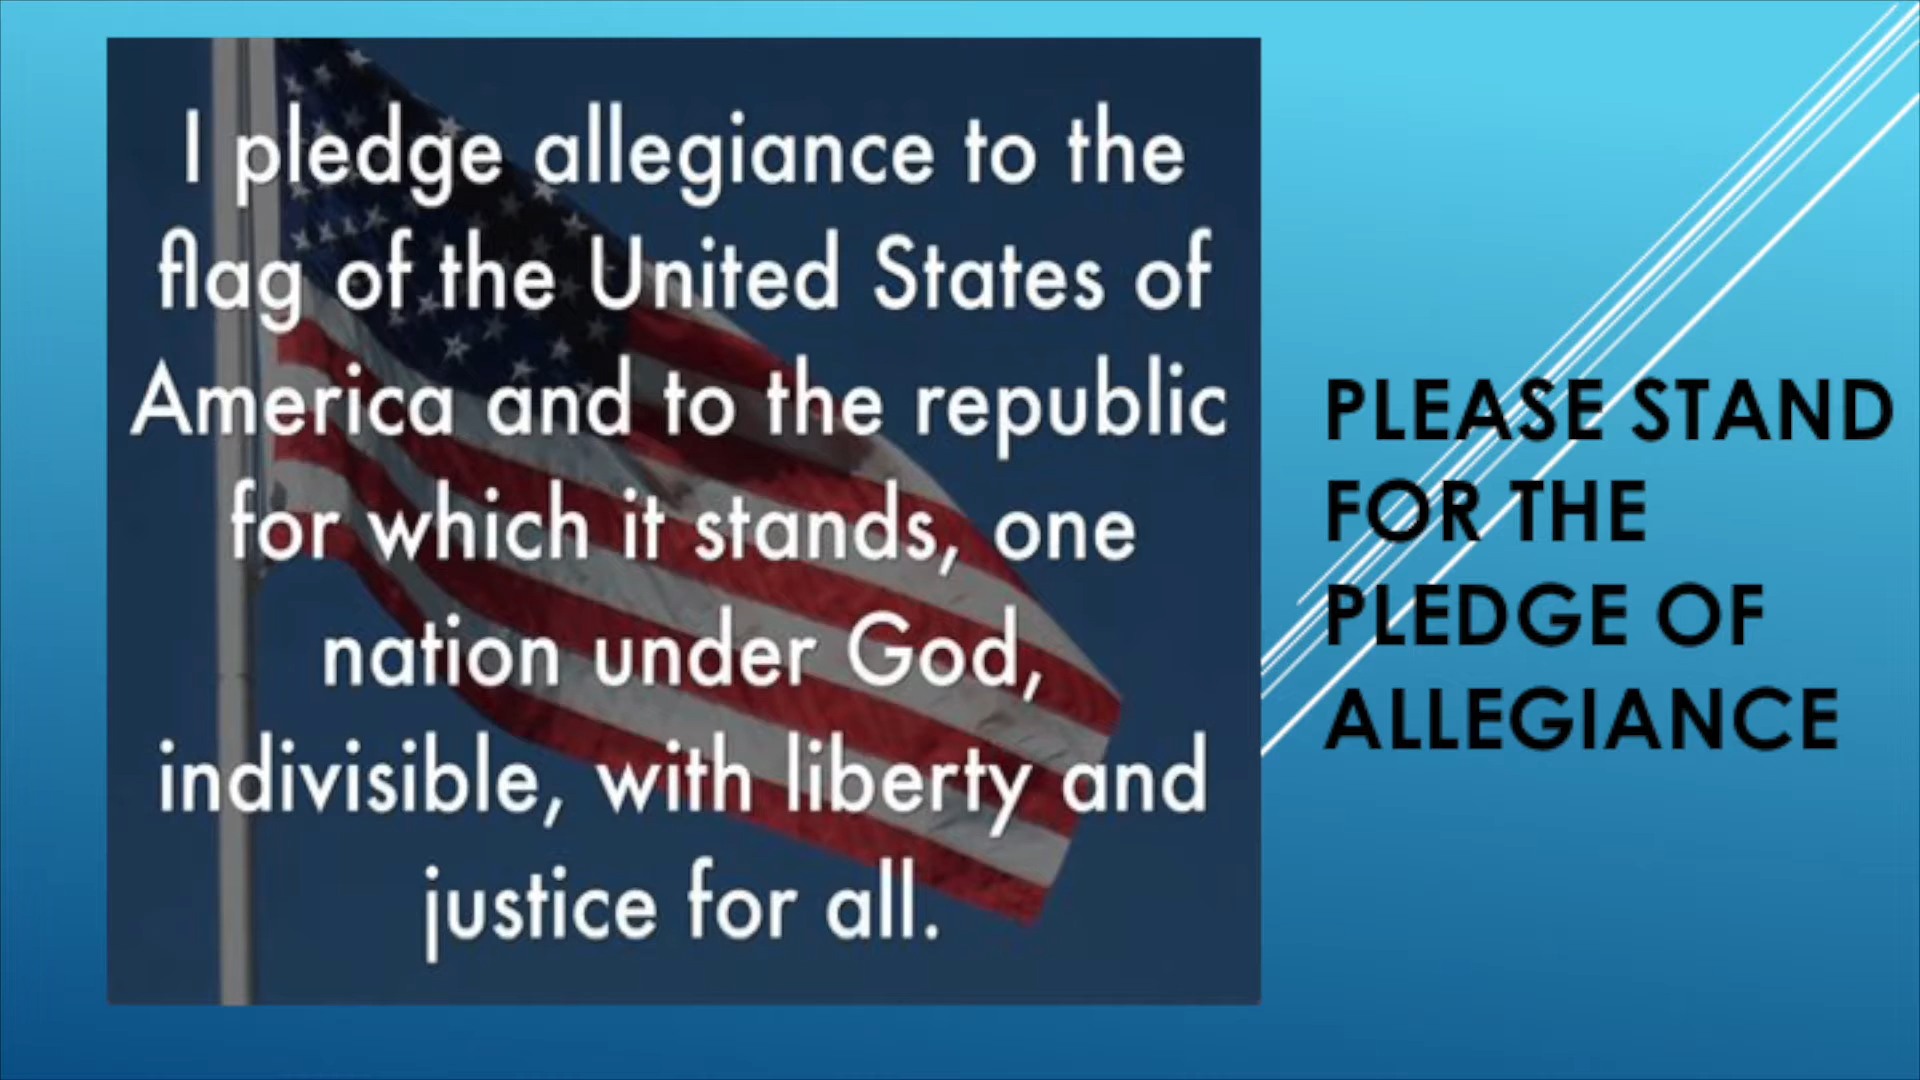 I pledge allegiance to the
flag of the United States of
America and to the republic
for which it stands, one
nation under God,
indivisible, with liberty and
justice for all.
PLEASE STAND
FOR THE
PLEDGE OF
ALLEGIANCE